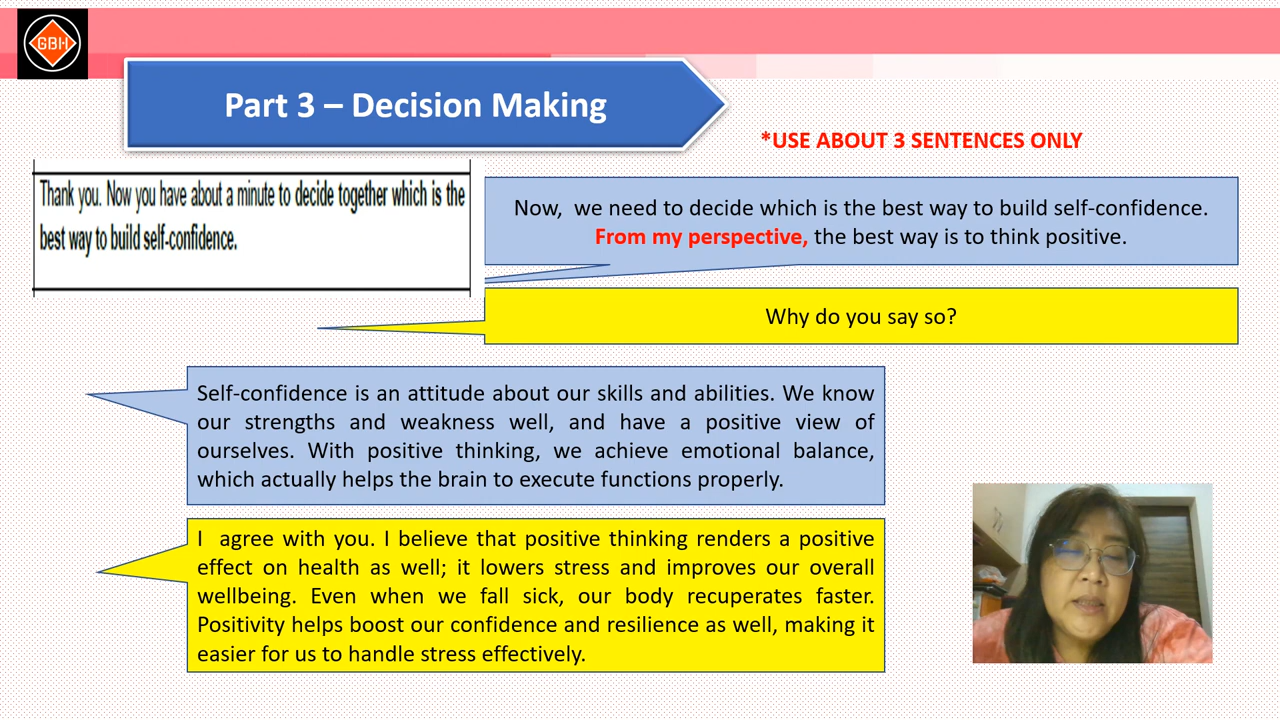 GBH
Part 3 – Decision Making
*USE ABOUT 3 SENTENCES ONLY
Thank you. Now you have about a minute to decide together which is the
best way to build self-confidence.
Now, we need to decide which is the best way to build self-confidence.
From my perspective, the best way is to think positive.
Why do you say so?
Self-confidence is an attitude about our skills and abilities. We know
our strengths and weakness well, and have a positive view of
ourselves. With positive thinking, we achieve emotional balance,
which actually helps the brain to execute functions properly.
I agree with you. I believe that positive thinking renders a positive
effect on health as well; it lowers stress and improves our overall
wellbeing. Even when we fall sick, our body recuperates faster.
Positivity helps boost our confidence and resilience as well, making it
easier for us to handle stress effectively.